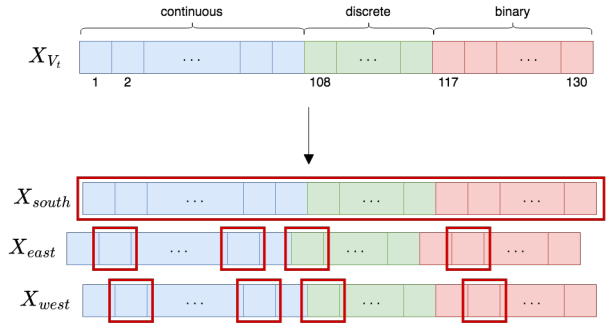 continuous discrete binary
X_{V_t} ... ... ...
1 2 108 117 130
X_{south} ... ... ...
X_{east} ... ... ...
X_{west} ... ... ...